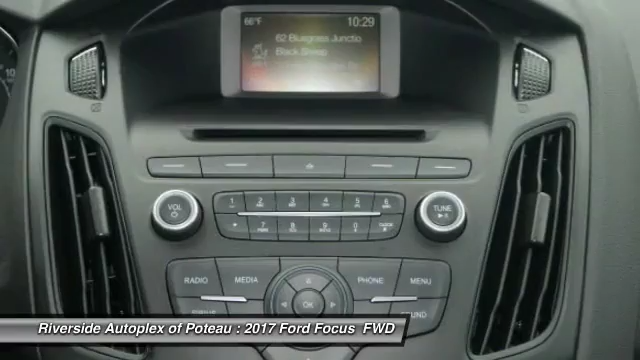 66°F 10:29
62 Bluegrass Junctio
Black Sheep
1 2 3 4 5 6
VOL TUNE
7 8 9 0
RADIO MEDIA PHONE MENU
OK SOUND
Riverside Autoplex of Poteau : 2017 Ford Focus FWD